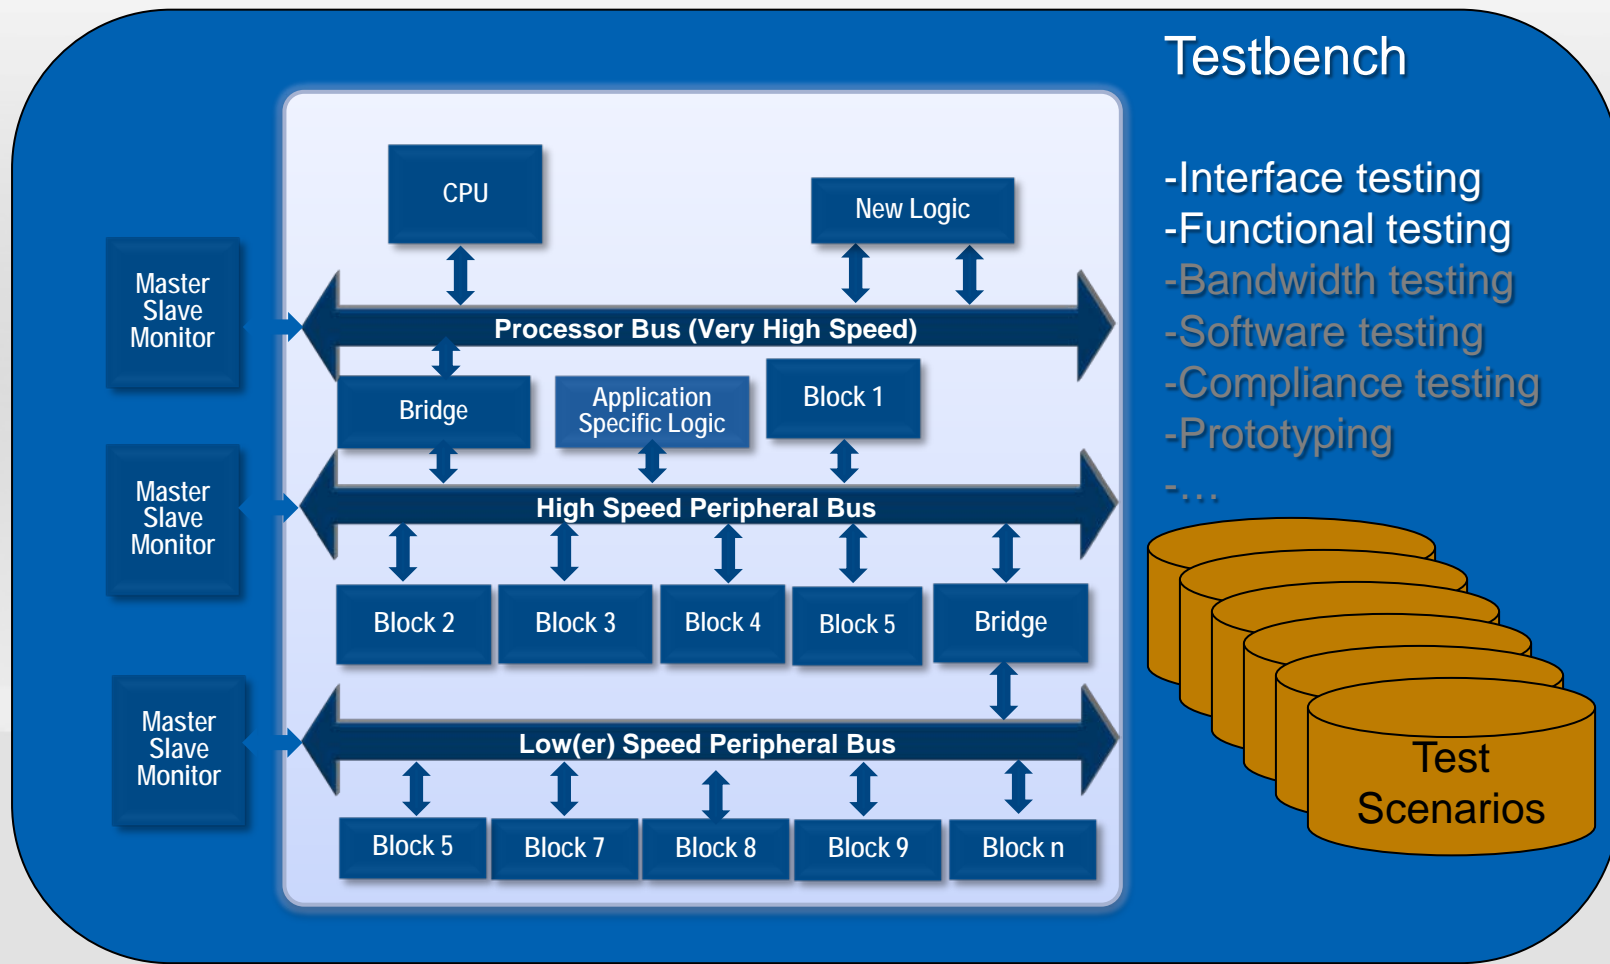 Testbench
-Interface testing
-Functional testing
-Bandwidth testing
-Software testing
-Compliance testing
-Prototyping
-…
CPU
New Logic
Master
Slave
Monitor
Processor Bus (Very High Speed)
Bridge
Application
Specific Logic
Block 1
Master
Slave
Monitor
High Speed Peripheral Bus
Block 2
Block 3
Block 4
Block 5
Bridge
Master
Slave
Monitor
Low(er) Speed Peripheral Bus
Block 5
Block 7
Block 8
Block 9
Block n
Test
Scenarios